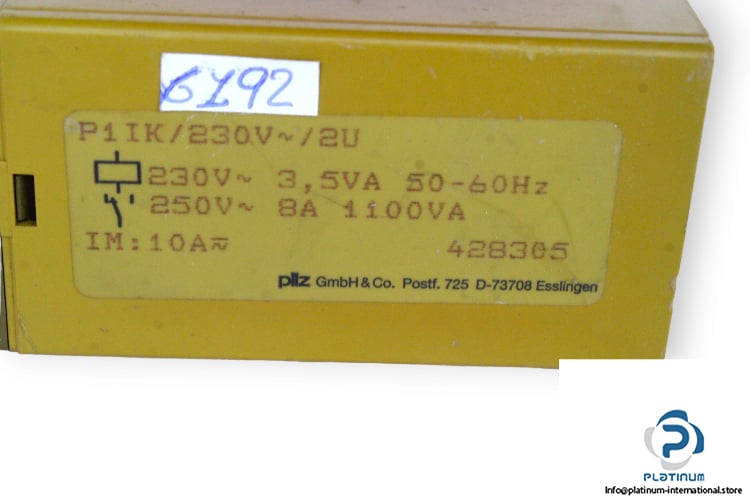 6792
P1IK/230V~/2U
230V~ 3,5VA 50-60Hz
250V~ 8A 1100VA
IM:10A≂ 428305
pilz GmbH & Co. Postf. 725 D-73708 Esslingen
PLATINUM
Info@platinum-international.store